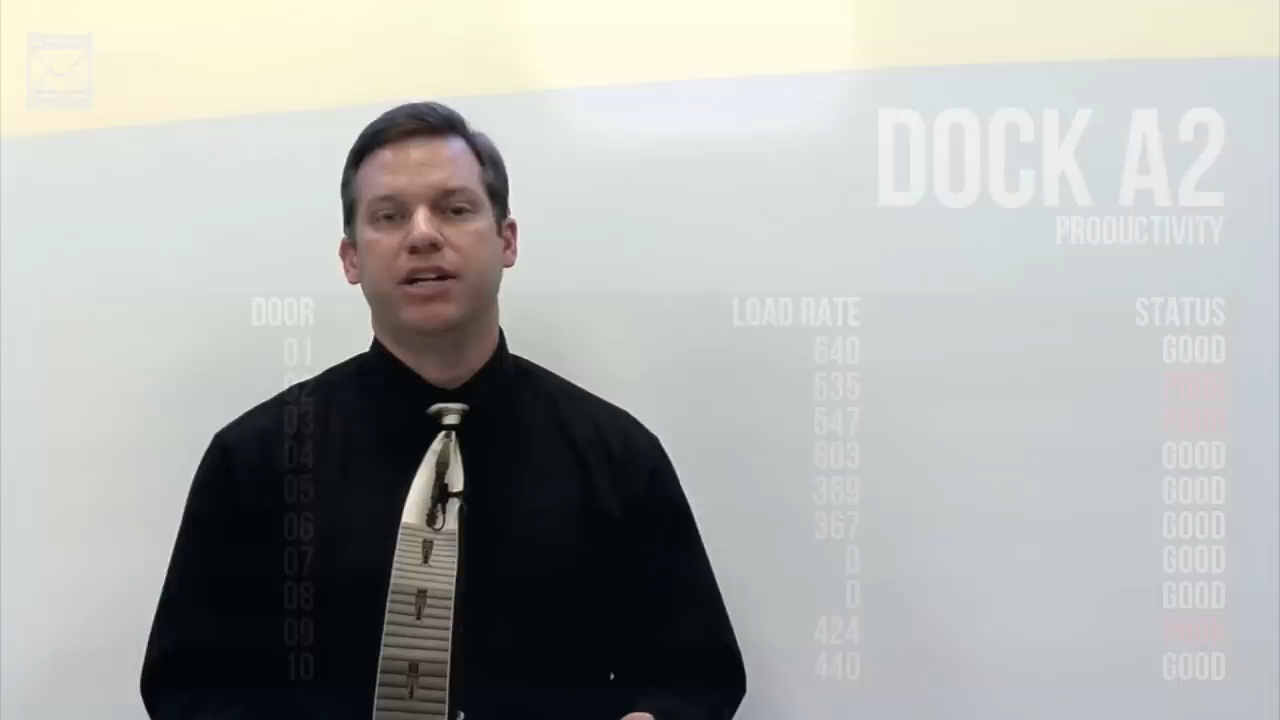 DOCK A2
PRODUCTIVITY
DOOR LOAD RATE STATUS
01 640 GOOD
02 635
03 547
04 603 GOOD
05 369 GOOD
06 367 GOOD
07 0 GOOD
08 0 GOOD
09 424
10 440 GOOD